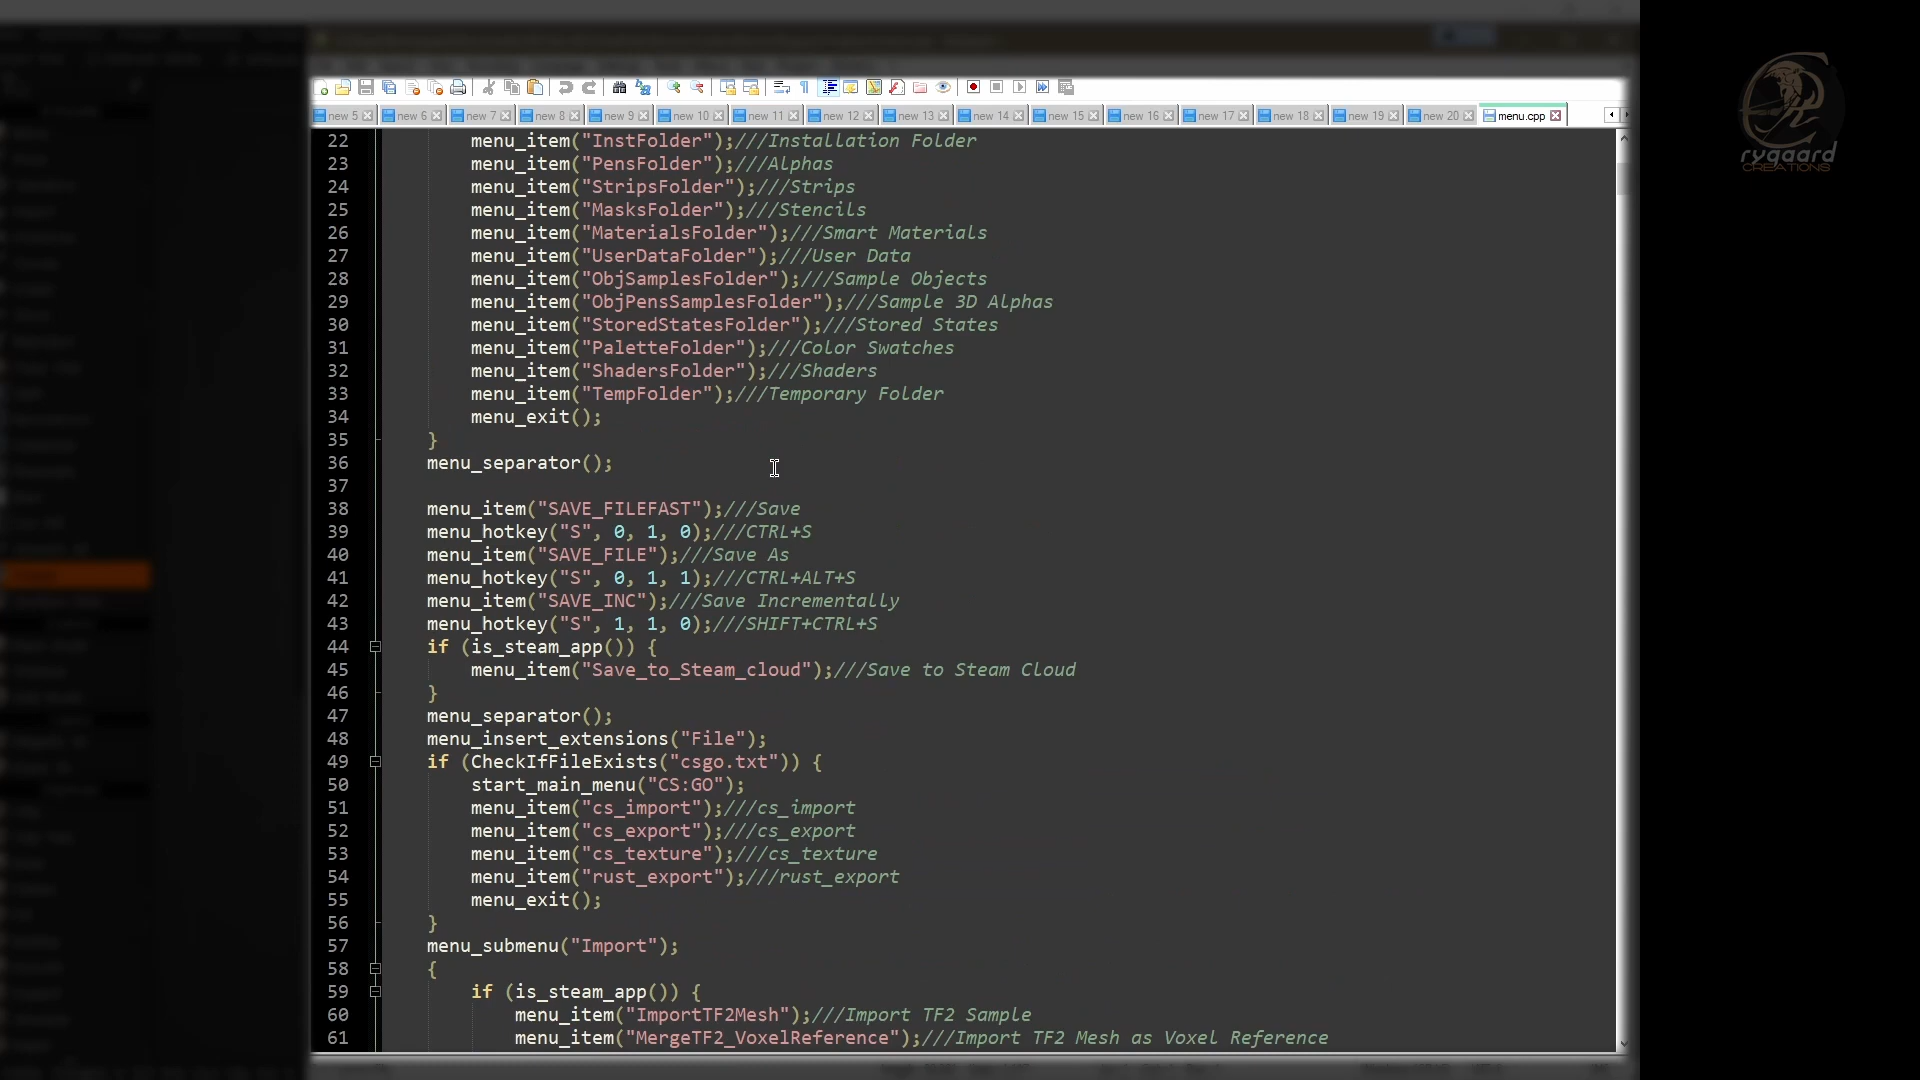 new 5 new 6 new 7 new 8 new 9 new 10 new 11 new 12 new 13 new 14 new 15 new 16 new 17 new 18 new 19 new 20 menu.cpp
rygaard
CREATIONS
22 menu_item("InstFolder");///Installation Folder
23 menu_item("PensFolder");///Alphas
24 menu_item("StripsFolder");///Strips
25 menu_item("MasksFolder");///Stencils
26 menu_item("MaterialsFolder");///Smart Materials
27 menu_item("UserDataFolder");///User Data
28 menu_item("ObjSamplesFolder");///Sample Objects
29 menu_item("ObjPensSamplesFolder");///Sample 3D Alphas
30 menu_item("StoredStatesFolder");///Stored States
31 menu_item("PaletteFolder");///Color Swatches
32 menu_item("ShadersFolder");///Shaders
33 menu_item("TempFolder");///Temporary Folder
34 menu_exit();
35 }
36 menu_separator();
37
38 menu_item("SAVE_FILEFAST");///Save
39 menu_hotkey("S", 0, 1, 0);///CTRL+S
40 menu_item("SAVE_FILE");///Save As
41 menu_hotkey("S", 0, 1, 1);///CTRL+ALT+S
42 menu_item("SAVE_INC");///Save Incrementally
43 menu_hotkey("S", 1, 1, 0);///SHIFT+CTRL+S
44 if (is_steam_app()) {
45 menu_item("Save_to_Steam_cloud");///Save to Steam Cloud
46 }
47 menu_separator();
48 menu_insert_extensions("File");
49 if (CheckIfFileExists("csgo.txt")) {
50 start_main_menu("CS:GO");
51 menu_item("cs_import");///cs_import
52 menu_item("cs_export");///cs_export
53 menu_item("cs_texture");///cs_texture
54 menu_item("rust_export");///rust_export
55 menu_exit();
56 }
57 menu_submenu("Import");
58 {
59 if (is_steam_app()) {
60 menu_item("ImportTF2Mesh");///Import TF2 Sample
61 menu_item("MergeTF2_VoxelReference");///Import TF2 Mesh as Voxel Reference